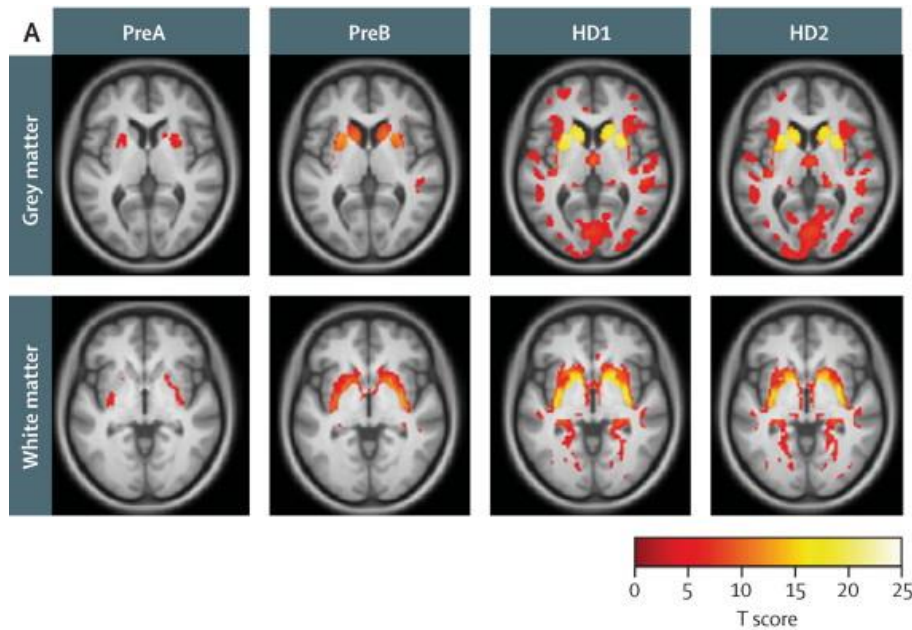 A
PreA
PreB
HD1
HD2
Grey matter
White matter
0
5
10
15
20
25
T score